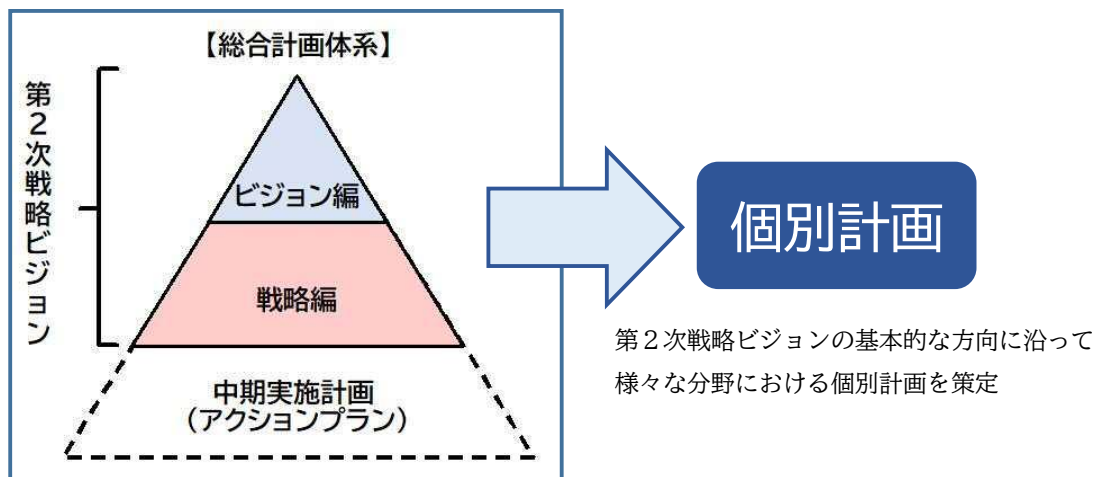 【総合計画体系】
第２次戦略ビジョン
ビジョン編
戦略編
中期実施計画
（アクションプラン）
個別計画
第２次戦略ビジョンの基本的な方向に沿って
様々な分野における個別計画を策定